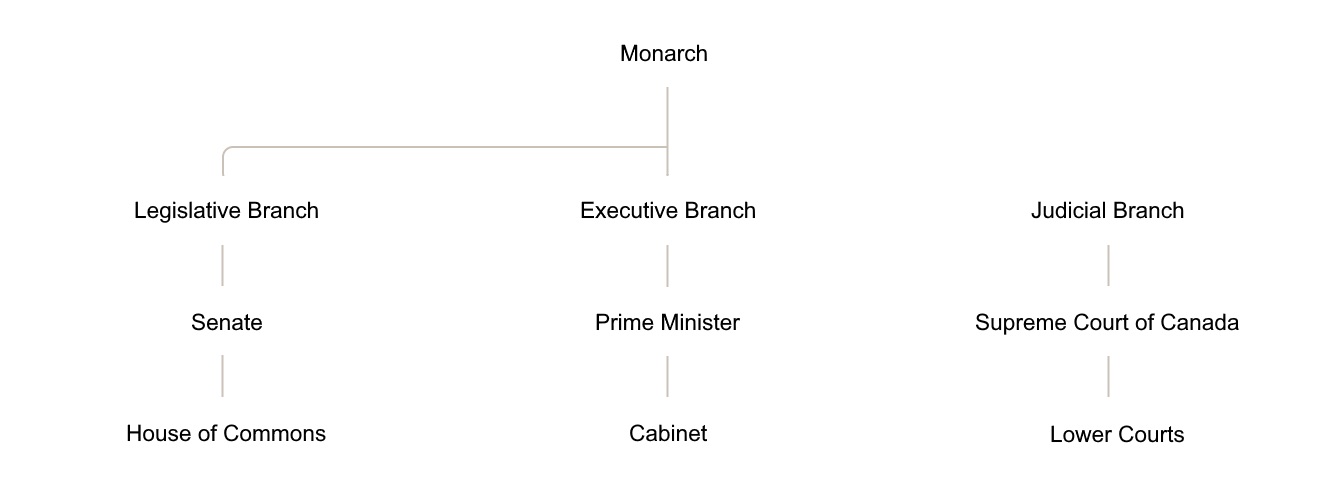 Monarch
Legislative Branch
Executive Branch
Judicial Branch
Senate
Prime Minister
Supreme Court of Canada
House of Commons
Cabinet
Lower Courts